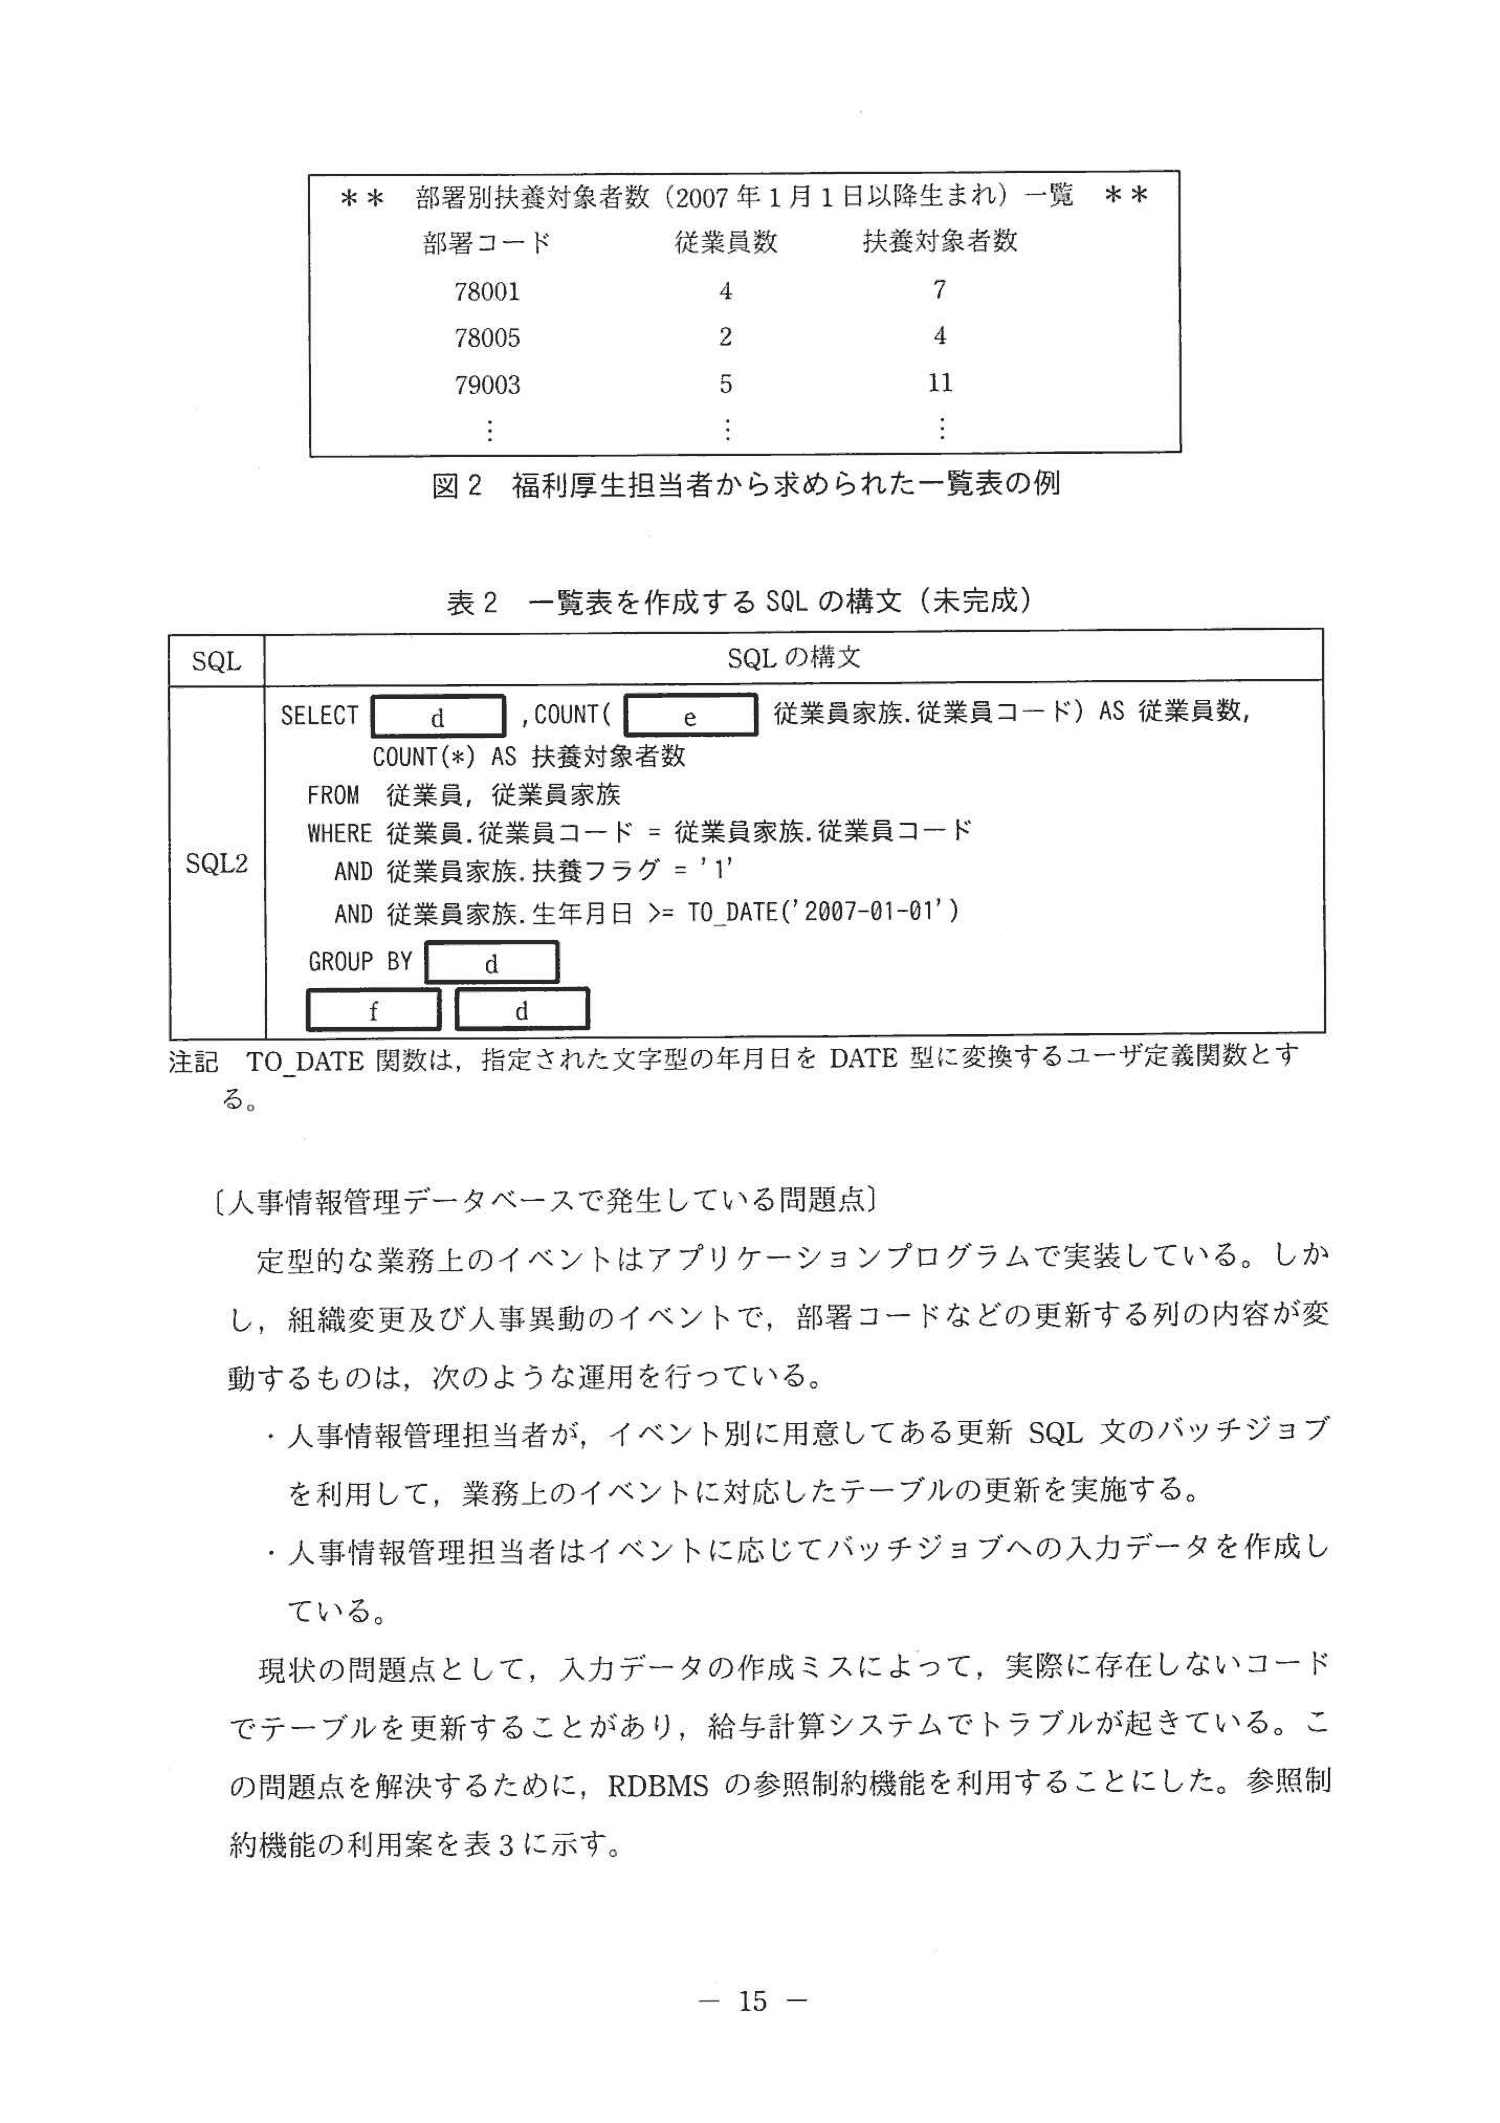 ** 部署別扶養対象者数（2007年1月1日以降生まれ）一覧 **
部署コード 従業員数 扶養対象者数
78001 4 7
78005 2 4
79003 5 11
⋮ ⋮ ⋮
図2 福利厚生担当者から求められた一覧表の例
表2 一覧表を作成する SQL の構文（未完成）
SQL SQL の構文
SQL2
SELECT d ,COUNT( e 従業員家族.従業員コード) AS 従業員数,
COUNT(*) AS 扶養対象者数
FROM 従業員, 従業員家族
WHERE 従業員.従業員コード = 従業員家族.従業員コード
AND 従業員家族.扶養フラグ = '1'
AND 従業員家族.生年月日 >= TO_DATE('2007-01-01')
GROUP BY d
f d
注記 TO_DATE 関数は，指定された文字型の年月日を DATE 型に変換するユーザ定義関数とす
る。
〔人事情報管理データベースで発生している問題点〕
定型的な業務上のイベントはアプリケーションプログラムで実装している。しか
し，組織変更及び人事異動のイベントで，部署コードなどの更新する列の内容が変
動するものは，次のような運用を行っている。
・人事情報管理担当者が，イベント別に用意してある更新 SQL 文のバッチジョブ
を利用して，業務上のイベントに対応したテーブルの更新を実施する。
・人事情報管理担当者はイベントに応じてバッチジョブへの入力データを作成し
ている。
現状の問題点として，入力データの作成ミスによって，実際に存在しないコード
でテーブルを更新することがあり，給与計算システムでトラブルが起きている。こ
の問題点を解決するために，RDBMS の参照制約機能を利用することにした。参照制
約機能の利用案を表3に示す。
― 15 ―